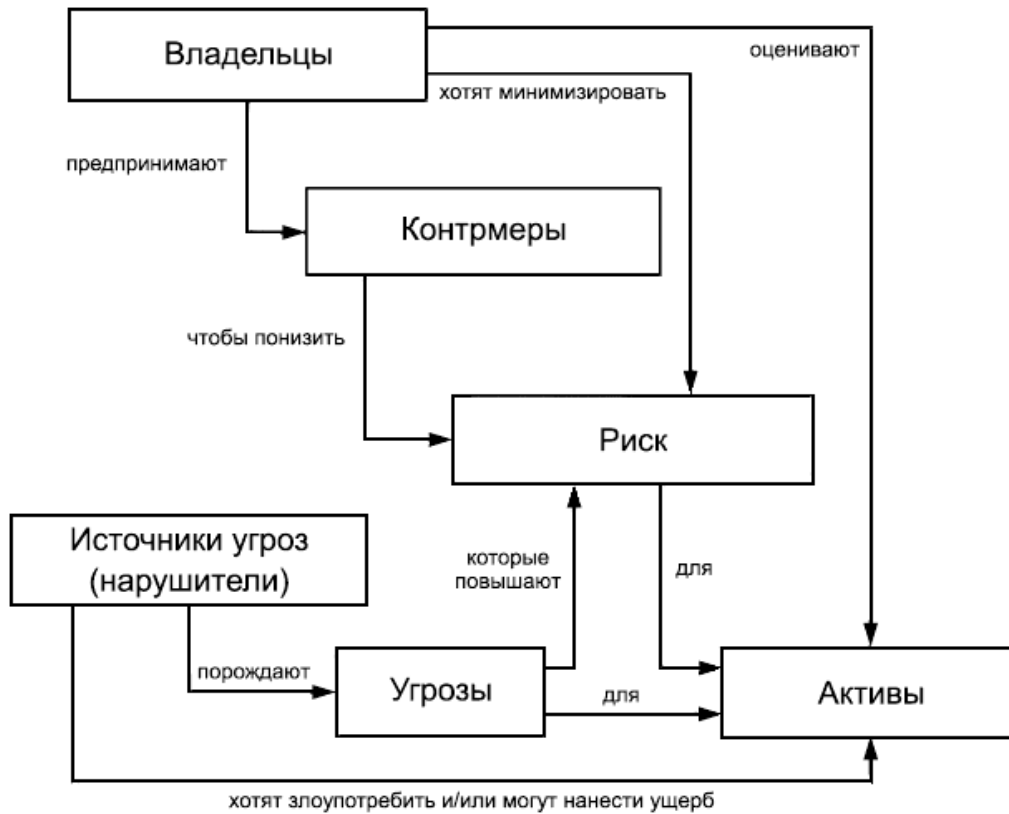 Владельцы
оценивают
хотят минимизировать
предпринимают
Контрмеры
чтобы понизить
Риск
Источники угроз
(нарушители)
которые
повышают
для
порождают
Угрозы
для
Активы
хотят злоупотребить и/или могут нанести ущерб